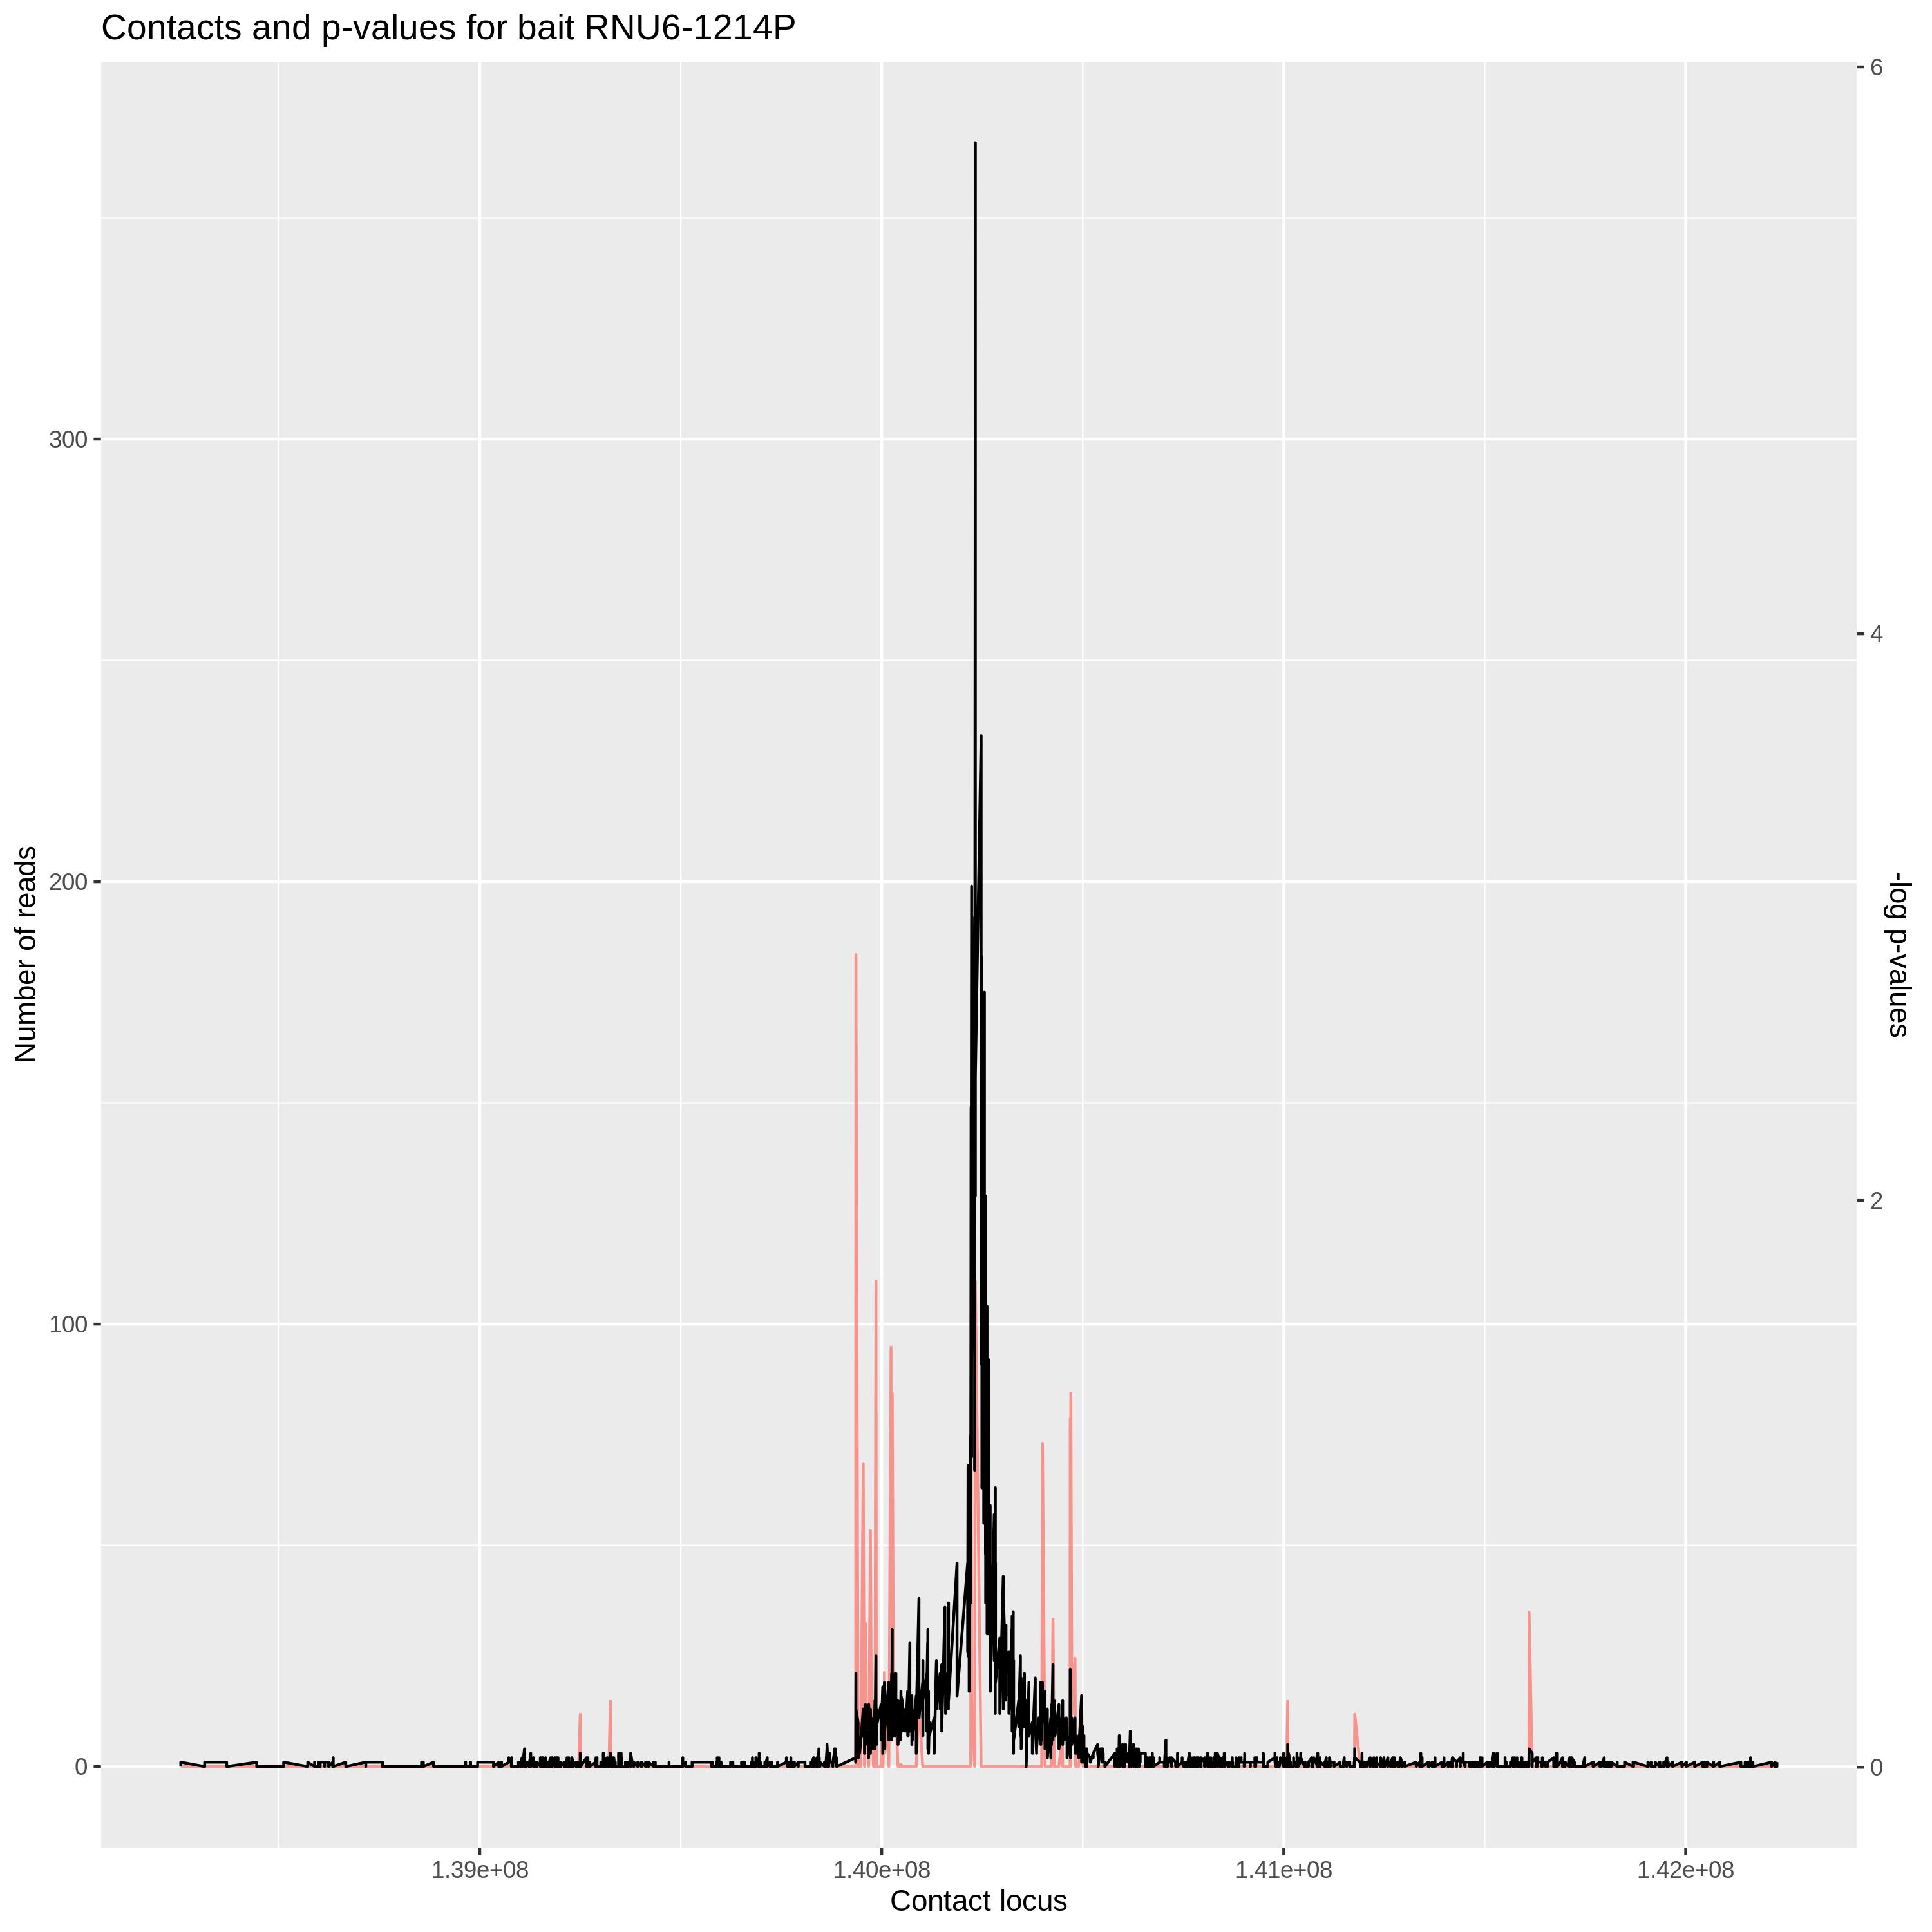 Contacts and p-values for bait RNU6-1214P
Number of reads
300
200
100
0
6
4
2
0
-log p-values
1.39e+08
1.40e+08
1.41e+08
1.42e+08
Contact locus